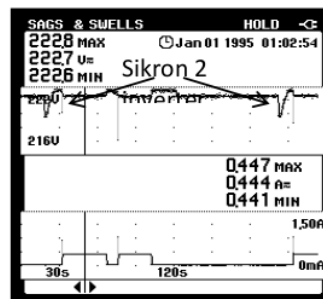 SAGS & SWELLS HOLD
222,8 MAX Jan 01 1995 01:02:54
222,7 V≂
222,6 MIN
Sikron 2
inverter
228V
216V
0,447 MAX
0,444 A≂
0,441 MIN
1,50A
0mA
30s 120s